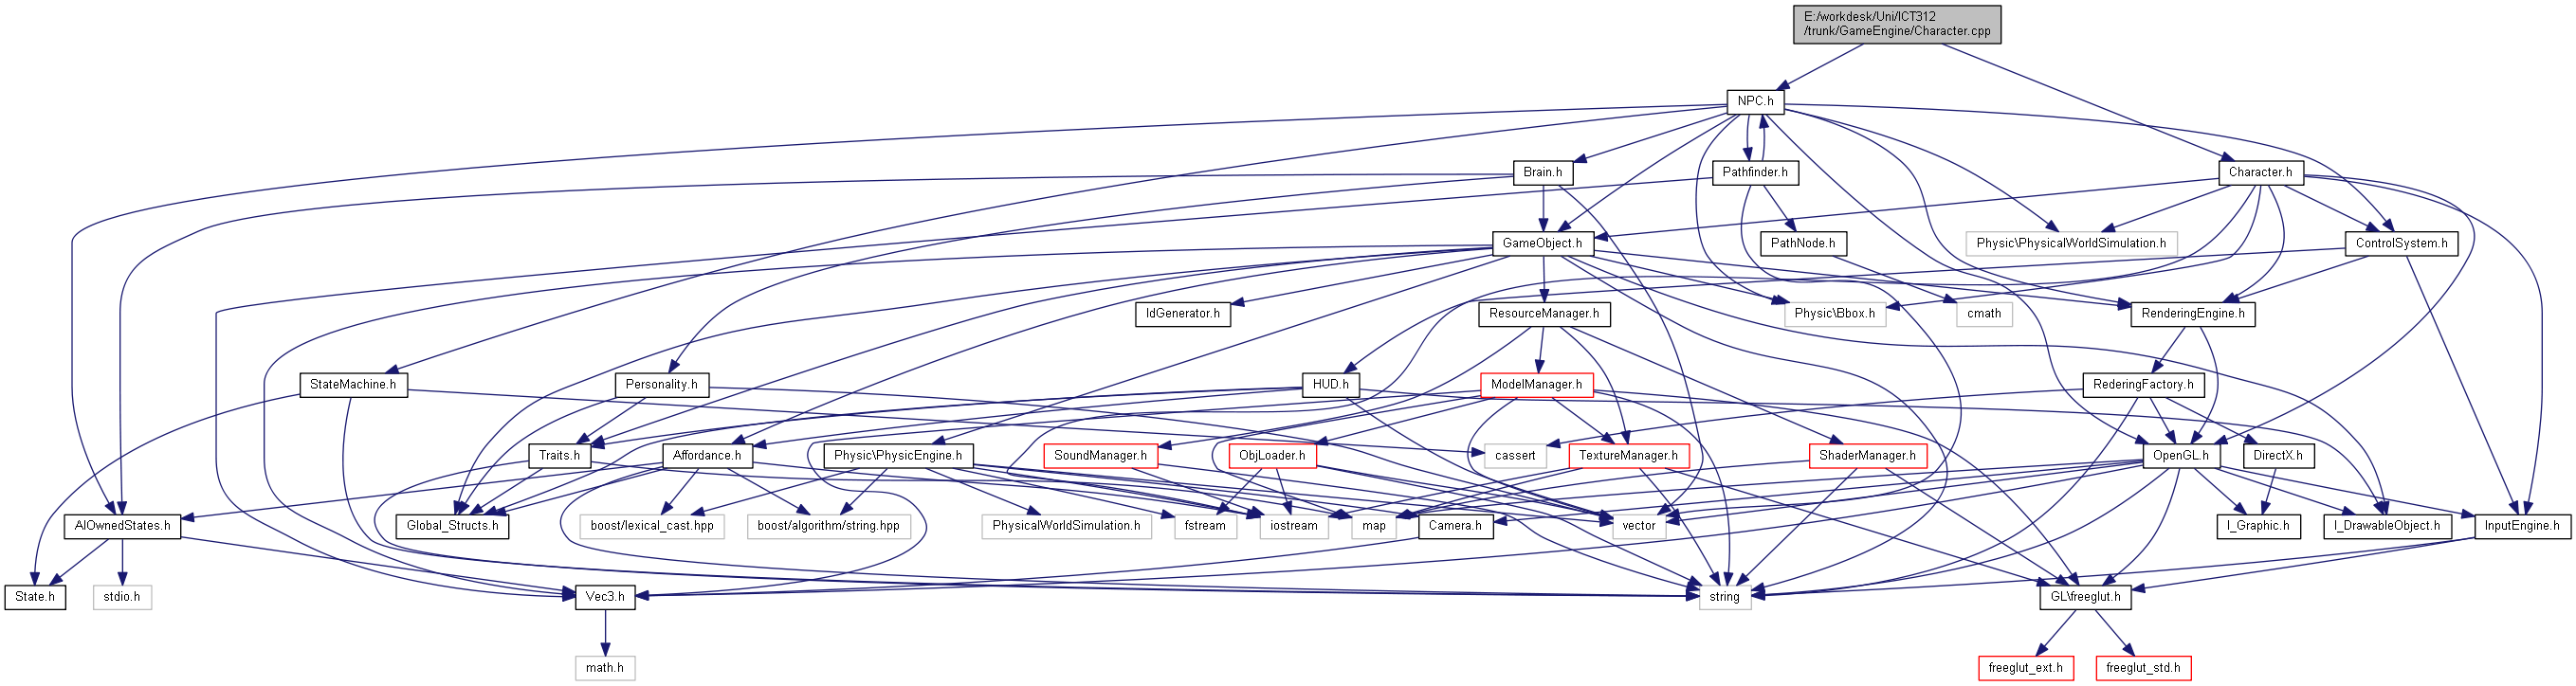 E:/workdesk/Uni/ICT312
/trunk/GameEngine/Character.cpp
NPC.h
Brain.h
Pathfinder.h
Character.h
GameObject.h
PathNode.h
Physic\PhysicalWorldSimulation.h
ControlSystem.h
IdGenerator.h
ResourceManager.h
Physic\Bbox.h
cmath
RenderingEngine.h
StateMachine.h
Personality.h
HUD.h
ModelManager.h
RederingFactory.h
Traits.h
Affordance.h
Physic\PhysicEngine.h
SoundManager.h
ObjLoader.h
cassert
TextureManager.h
ShaderManager.h
OpenGL.h
DirectX.h
AIOwnedStates.h
Global_Structs.h
boost/lexical_cast.hpp
boost/algorithm/string.hpp
PhysicalWorldSimulation.h
fstream
iostream
map
Camera.h
vector
I_Graphic.h
I_DrawableObject.h
InputEngine.h
State.h
stdio.h
Vec3.h
string
GL\freeglut.h
math.h
freeglut_ext.h
freeglut_std.h